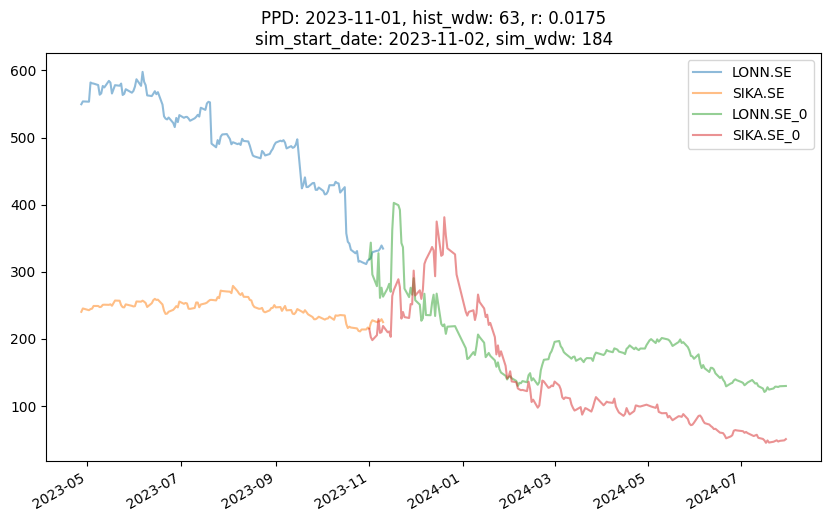 PPD: 2023-11-01, hist_wdw: 63, r: 0.0175
sim_start_date: 2023-11-02, sim_wdw: 184
LONN.SE
SIKA.SE
LONN.SE_0
SIKA.SE_0
600
500
400
300
200
100
2023-05
2023-07
2023-09
2023-11
2024-01
2024-03
2024-05
2024-07